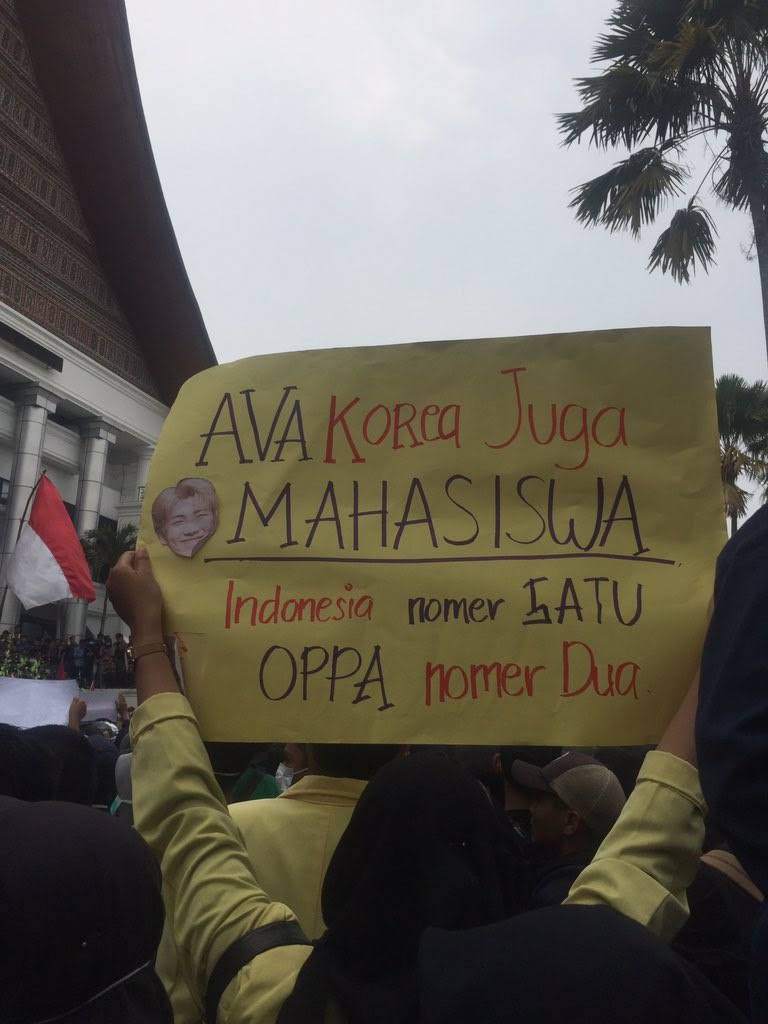 AVA Korea Juga
MAHASISWA
Indonesia nomer SATU
OPPA nomer Dua.